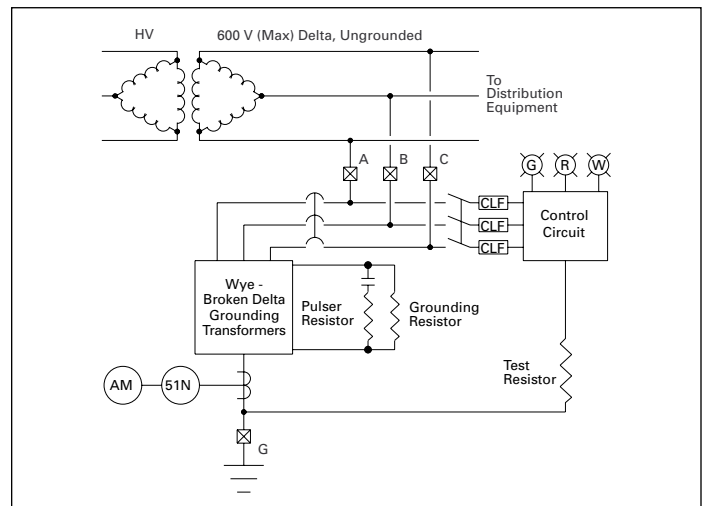 HV
600 V (Max) Delta, Ungrounded
To
Distribution
Equipment
A
B
C
G
R
W
CLF
CLF
CLF
Control
Circuit
Wye -
Broken Delta
Grounding
Transformers
Pulser
Resistor
Grounding
Resistor
Test
Resistor
AM
51N
G